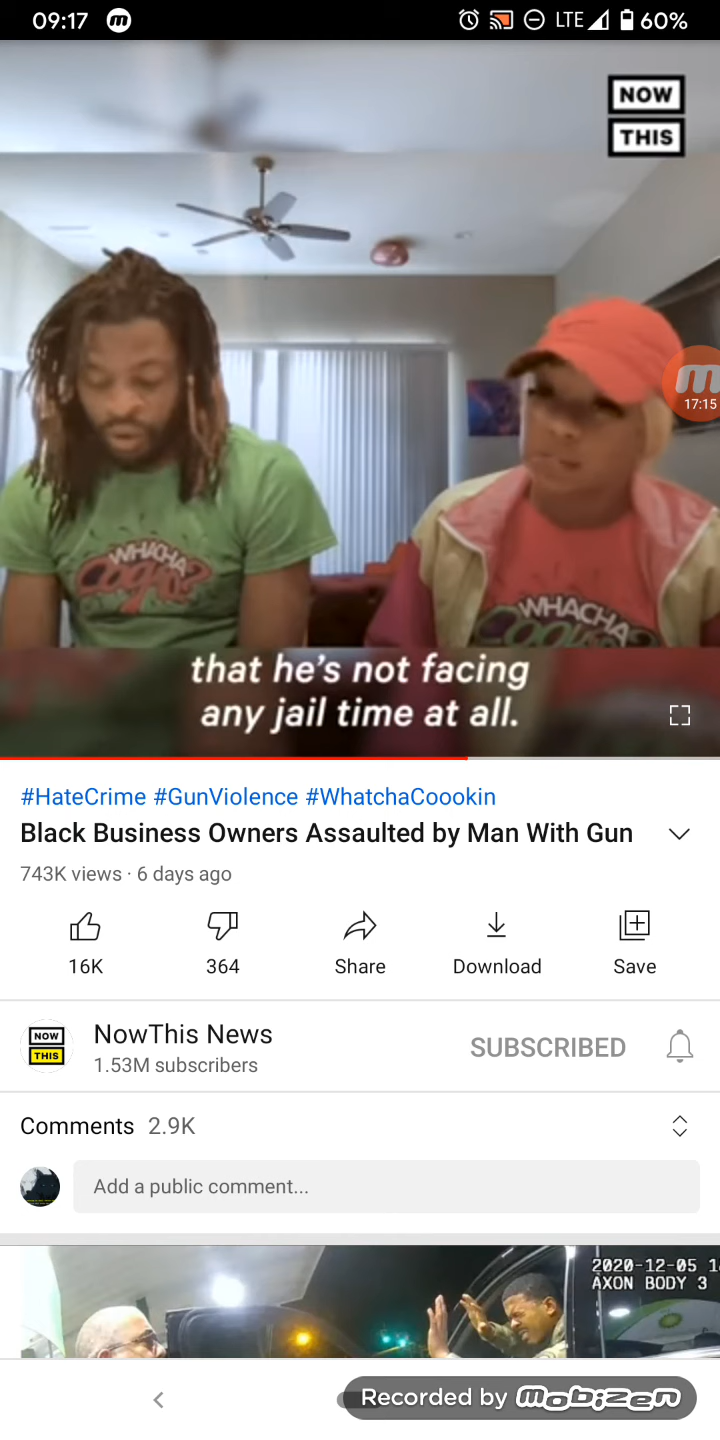 09:17
LTE
60%
NOW
THIS
17:15
WHACHA
COOKIN?
WHACHA
that he's not facing
any jail time at all.
#HateCrime #GunViolence #WhatchaCoookin
Black Business Owners Assaulted by Man With Gun
743K views · 6 days ago
16K
364
Share
Download
Save
NOW
THIS
NowThis News
1.53M subscribers
SUBSCRIBED
Comments 2.9K
Add a public comment...
2020-12-05
AXON BODY 3
Recorded by mobizen